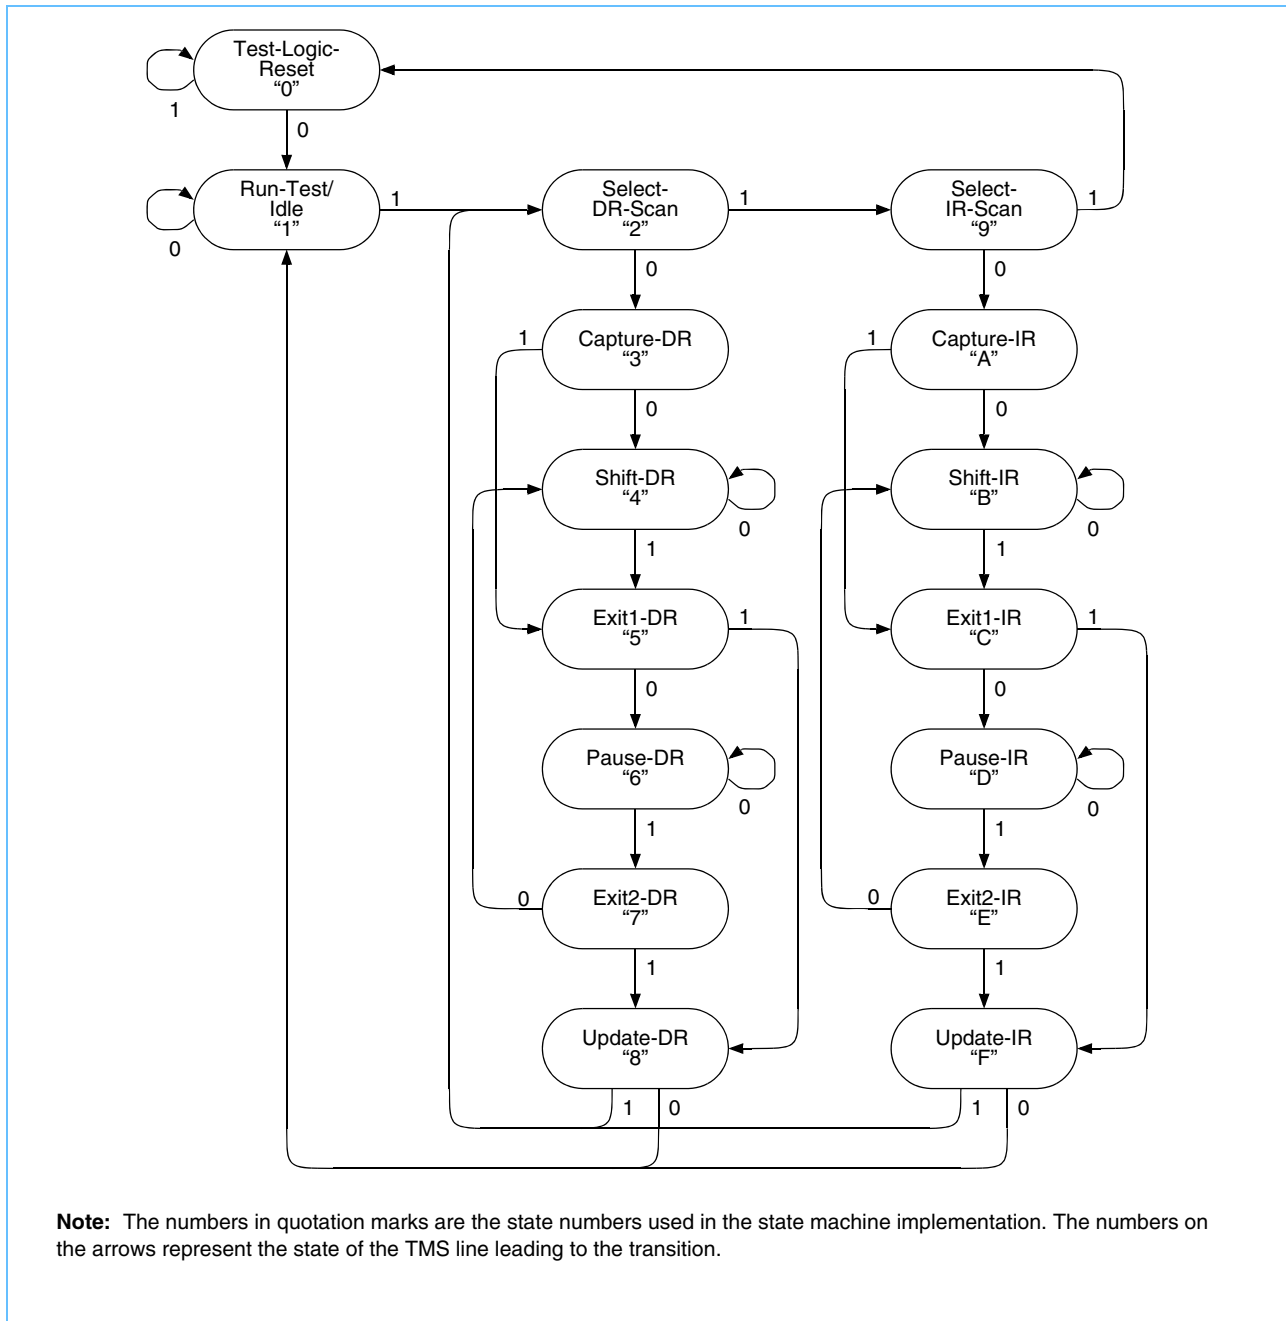 Test-Logic-
Reset
“0”
1
0
Run-Test/
Idle
“1”
0
1
Select-
DR-Scan
“2”
1
Select-
IR-Scan
“9”
1
0
0
1
Capture-DR
“3”
1
Capture-IR
“A”
0
0
Shift-DR
“4”
0
Shift-IR
“B”
0
1
1
Exit1-DR
“5”
1
Exit1-IR
“C”
1
0
0
Pause-DR
“6”
0
Pause-IR
“D”
0
1
1
0
Exit2-DR
“7”
0
Exit2-IR
“E”
1
1
Update-DR
“8”
Update-IR
“F”
1
0
1
0
Note: The numbers in quotation marks are the state numbers used in the state machine implementation. The numbers on
the arrows represent the state of the TMS line leading to the transition.